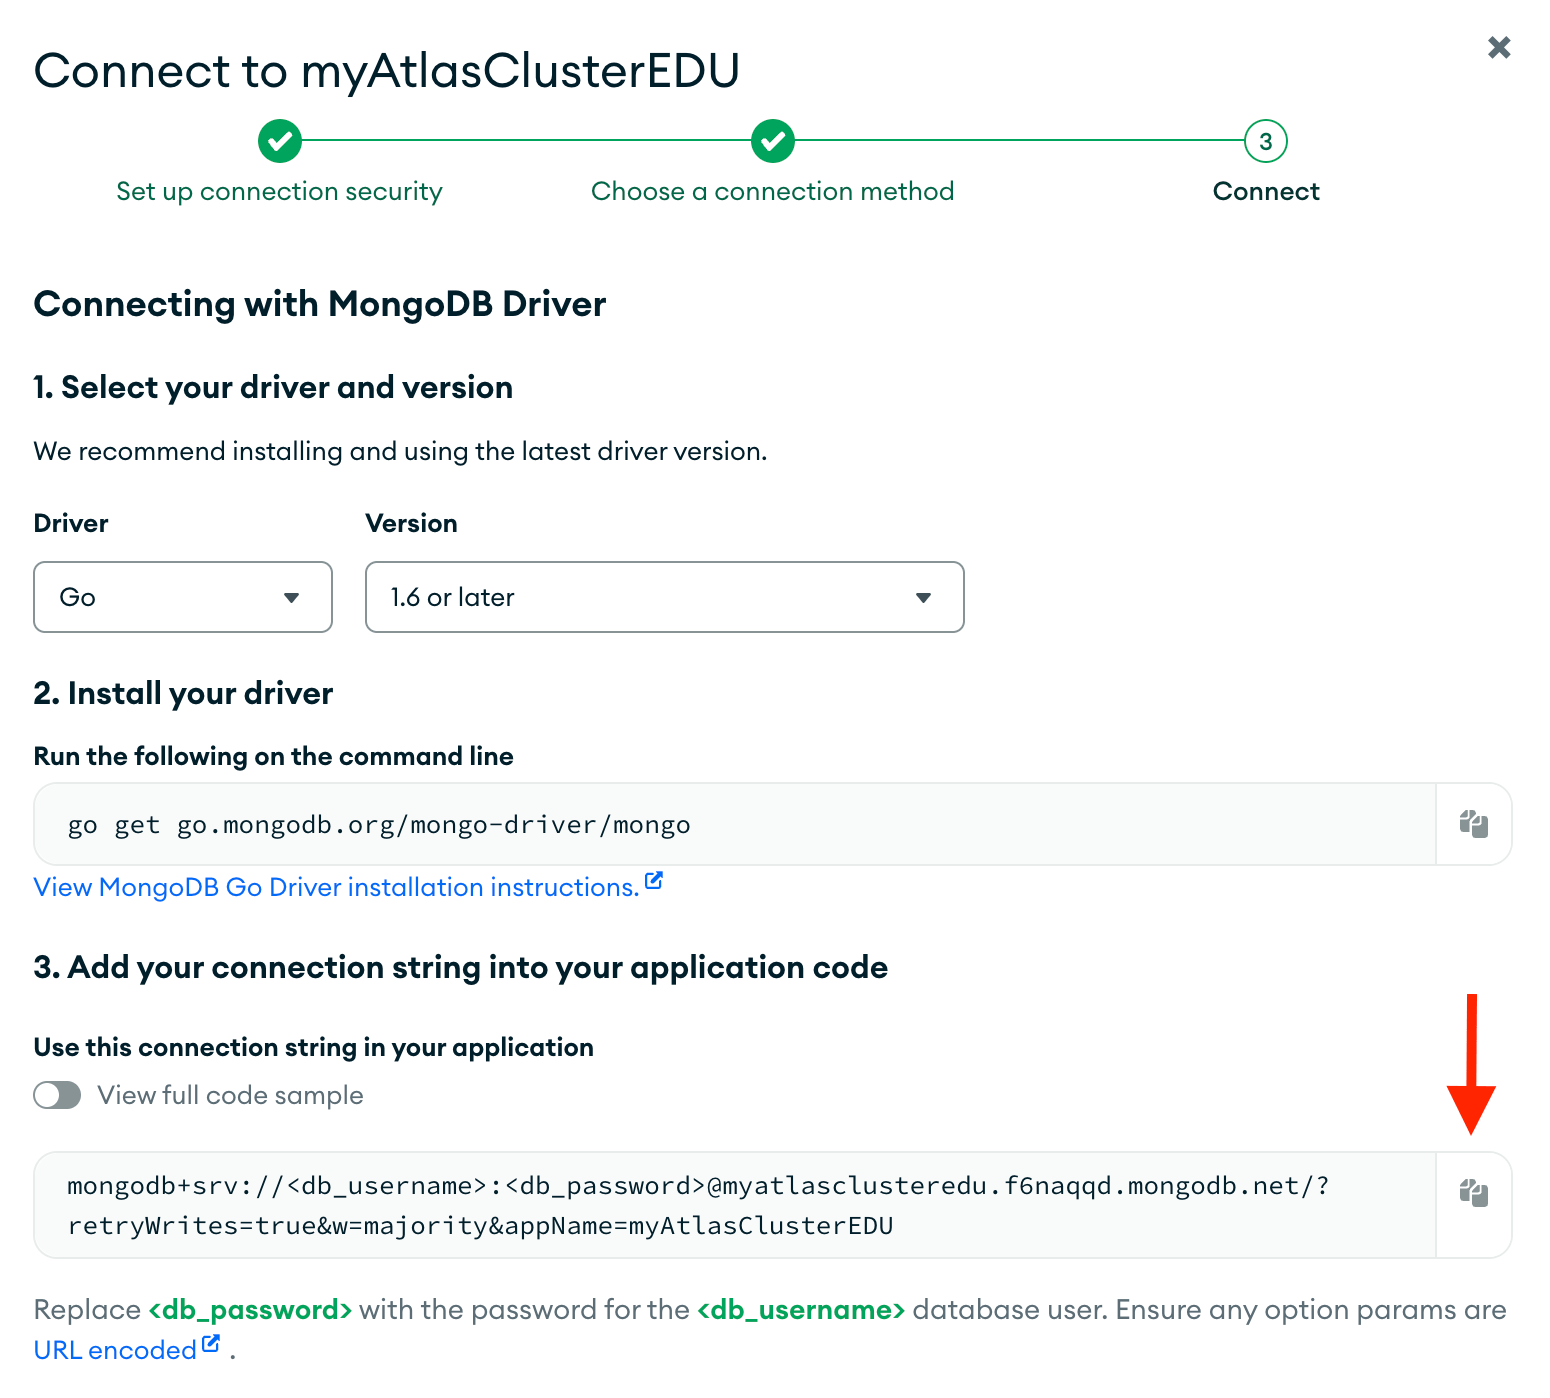 Connect to myAtlasClusterEDU
3
Set up connection security
Choose a connection method
Connect
Connecting with MongoDB Driver
1. Select your driver and version
We recommend installing and using the latest driver version.
Driver
Version
Go
1.6 or later
2. Install your driver
Run the following on the command line
go get go.mongodb.org/mongo-driver/mongo
View MongoDB Go Driver installation instructions.
3. Add your connection string into your application code
Use this connection string in your application
View full code sample
mongodb+srv://<db_username>:<db_password>@myatlasclusteredu.f6naqqd.mongodb.net/?
retryWrites=true&w=majority&appName=myAtlasClusterEDU
Replace <db_password> with the password for the <db_username> database user. Ensure any option params are
URL encoded .